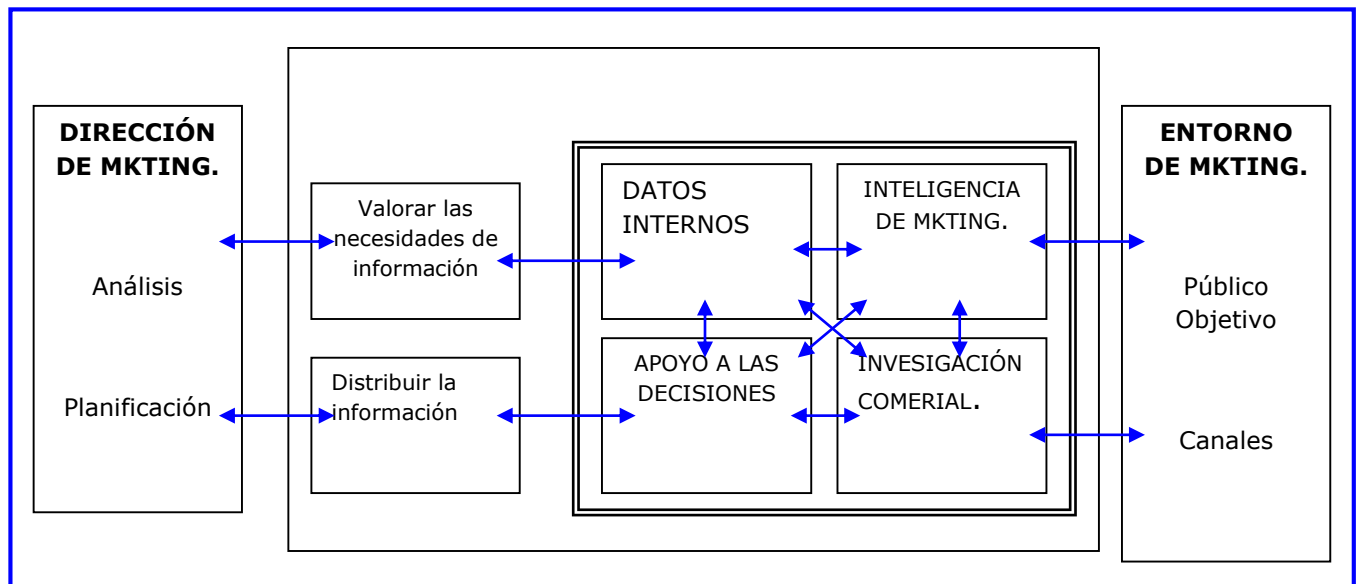 DIRECCIÓN
DE MKTING.
Análisis
Planificación
Valorar las
necesidades de
información
Distribuir la
información
DATOS
INTERNOS
INTELIGENCIA
DE MKTING.
APOYO A LAS
DECISIONES
INVESIGACIÓN
COMERIAL.
ENTORNO
DE MKTING.
Público
Objetivo
Canales